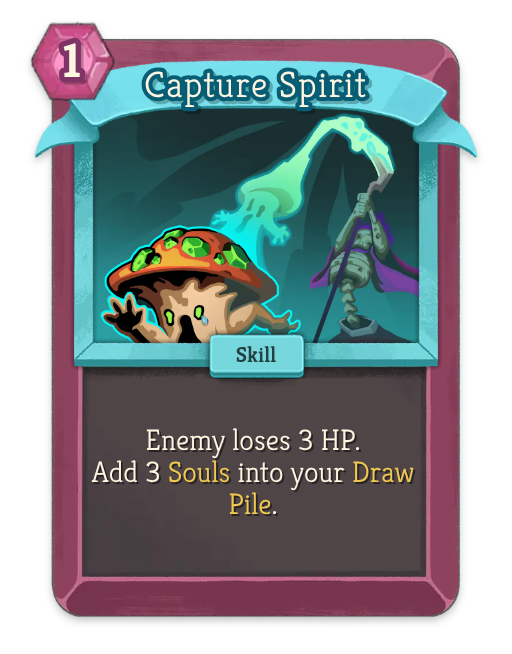 1
Capture Spirit
Skill
Enemy loses 3 HP.
Add 3 Souls into your Draw
Pile.